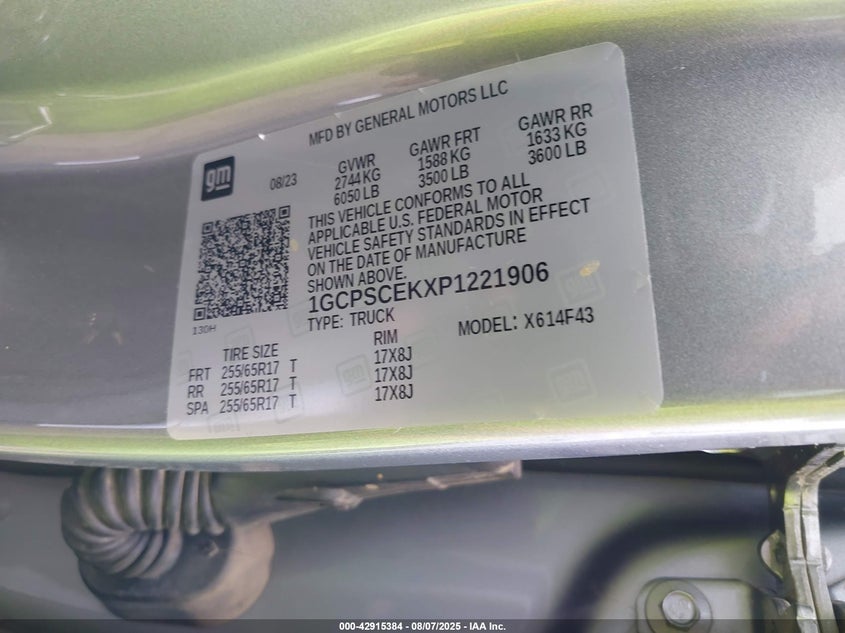 MFD BY GENERAL MOTORS LLC
gm
08/23
GVWR
2744 KG
6050 LB
GAWR FRT
1588 KG
3500 LB
GAWR RR
1633 KG
3600 LB
THIS VEHICLE CONFORMS TO ALL
APPLICABLE U.S. FEDERAL MOTOR
VEHICLE SAFETY STANDARDS IN EFFECT
ON THE DATE OF MANUFACTURE
SHOWN ABOVE.
1GCPSCEKXP1221906
TYPE: TRUCK
MODEL: X614F43
130H
TIRE SIZE RIM
FRT 255/65R17 T 17X8J
RR 255/65R17 T 17X8J
SPA 255/65R17 T 17X8J
000-42915384 - 08/07/2025 - IAA Inc.